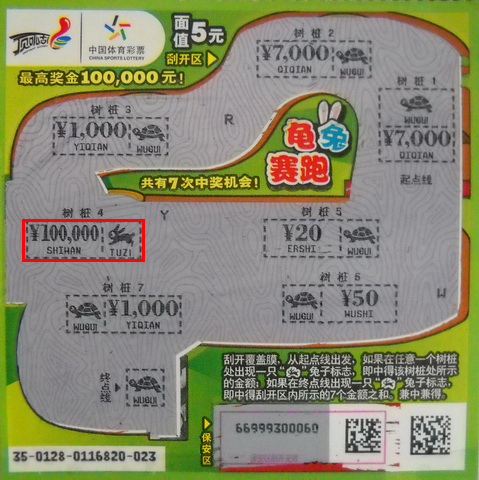 顶呱刮
中国体育彩票
CHINA SPORTS LOTTERY
面值5元
刮开区
最高奖金100,000元!
树桩 2
¥7,000
QIQIAN
WUGUI
树桩 1
WUGUI
¥7,000
QIQIAN
起点线
树桩 3
¥1,000
YIQIAN
WUGUI
R
龟兔赛跑
共有7次中奖机会!
树桩 4
¥100,000
SHIWAN
TUZI
Y
树桩 5
¥20
ERSHI
WUGUI
树桩 6
WUGUI
¥50
WUSHI
W
树桩 7
WUGUI
¥1,000
YIQIAN
终点线
WUGUI
刮开覆盖膜,从起点线出发,如果在任意一个树桩
处出现一只“兔”兔子标志,即中得该树桩处所示
的金额;如果在终点线出现一只“兔”兔子标志,
即中得刮开区内所示的7个金额之和。兼中兼得。
保安区
66999300060
35-0128-0116820-023